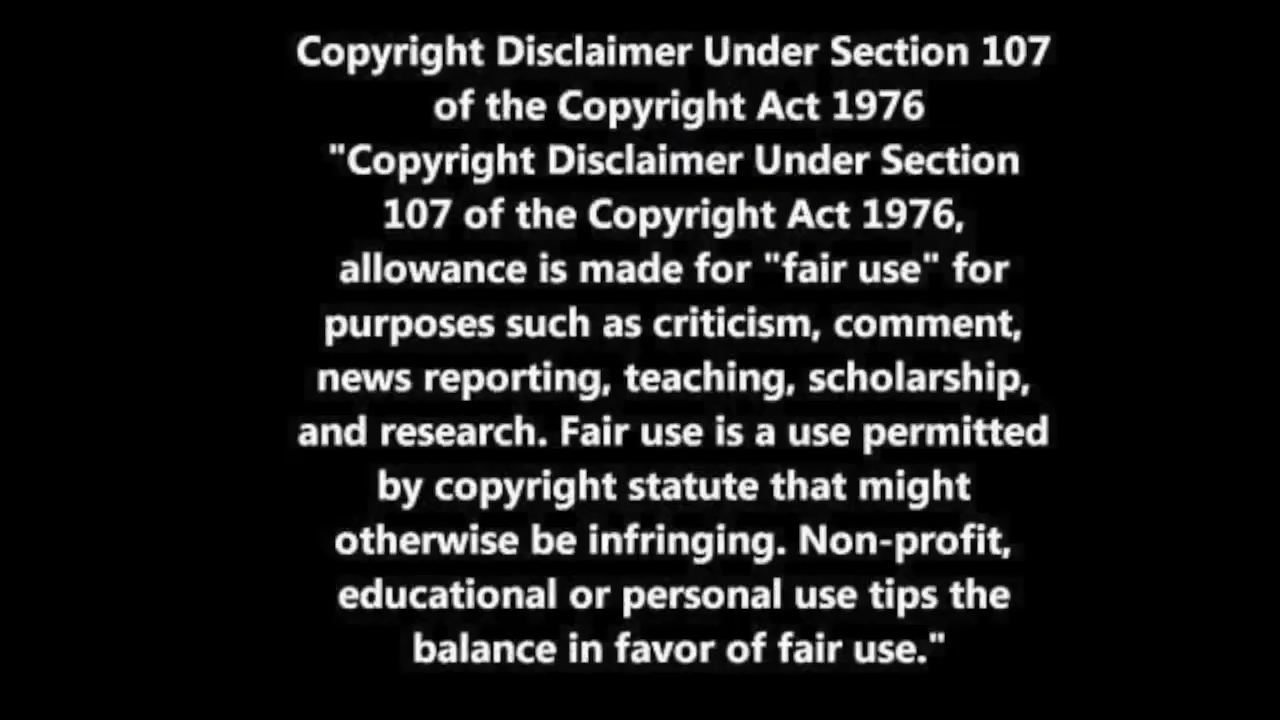 Copyright Disclaimer Under Section 107
of the Copyright Act 1976
"Copyright Disclaimer Under Section
107 of the Copyright Act 1976,
allowance is made for "fair use" for
purposes such as criticism, comment,
news reporting, teaching, scholarship,
and research. Fair use is a use permitted
by copyright statute that might
otherwise be infringing. Non-profit,
educational or personal use tips the
balance in favor of fair use."